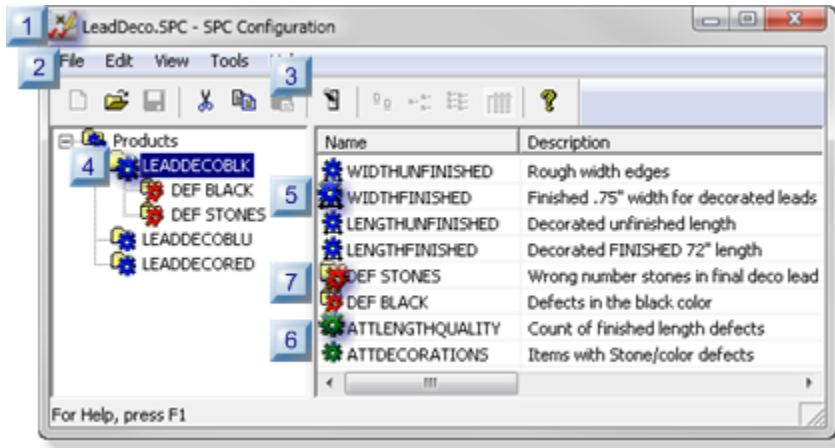 1 LeadDeco.SPC - SPC Configuration
2 File Edit View Tools
3
Products
4 LEADDECOBLK
DEF BLACK
DEF STONES
LEADDECOBLU
LEADDECORED
Name Description
WIDTHUNFINISHED Rough width edges
5 WIDTHFINISHED Finished .75" width for decorated leads
LENGTHUNFINISHED Decorated unfinished length
LENGTHFINISHED Decorated FINISHED 72" length
7 DEF STONES Wrong number stones in final deco lead
DEF BLACK Defects in the black color
6 ATTLENGTHQUALITY Count of finished length defects
ATTDECORATIONS Items with Stone/color defects
For Help, press F1